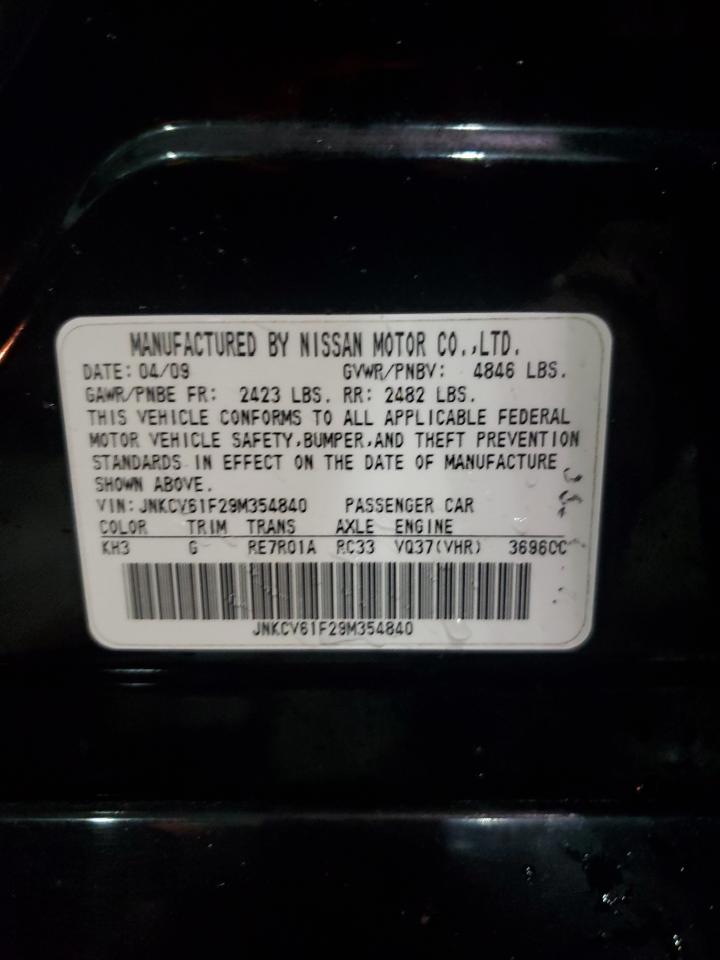 MANUFACTURED BY NISSAN MOTOR CO.,LTD.
DATE: 04/09 GVWR/PNBV: 4846 LBS.
GAWR/PNBE FR: 2423 LBS. RR: 2482 LBS.
THIS VEHICLE CONFORMS TO ALL APPLICABLE FEDERAL
MOTOR VEHICLE SAFETY,BUMPER,AND THEFT PREVENTION
STANDARDS IN EFFECT ON THE DATE OF MANUFACTURE
SHOWN ABOVE.
VIN:JNKCV61F29M354840 PASSENGER CAR
COLOR TRIM TRANS AXLE ENGINE
KH3 G RE7R01A RC33 VQ37(VHR) 3696CC
JNKCV61F29M354840